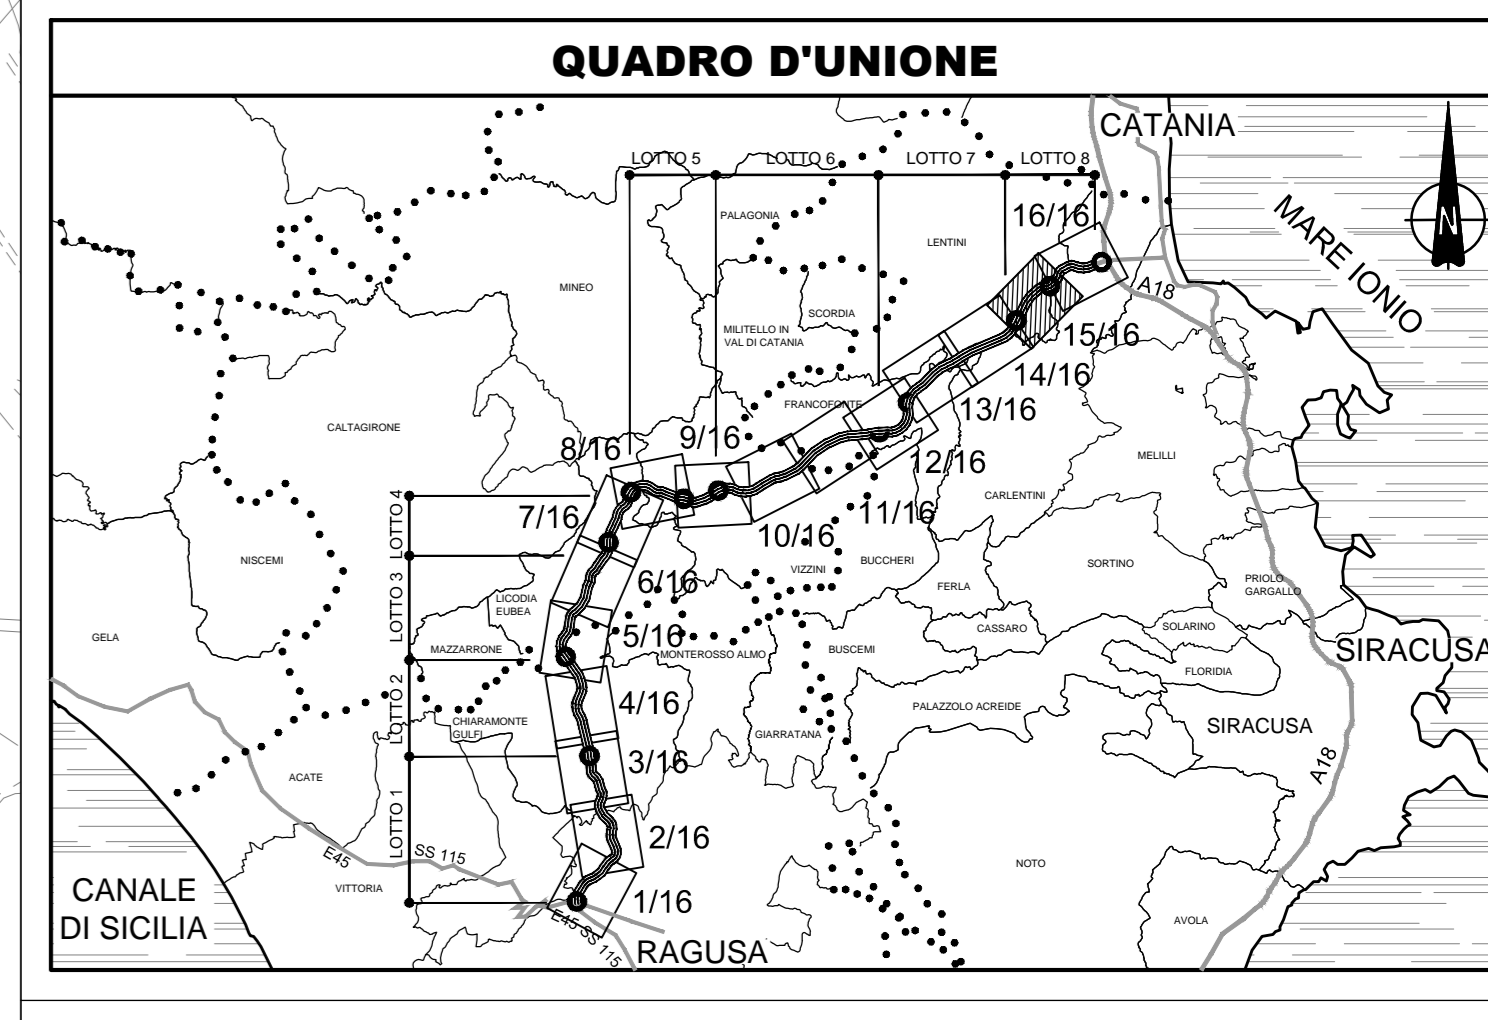 QUADRO D'UNIONE
CATANIA
LOTTO 5
LOTTO 6
LOTTO 7
LOTTO 8
MARE IONIO
N
16/16
PALAGONIA
LENTINI
MINEO
A18
SCORDIA
MILITELLO IN
VAL DI CATANIA
15/16
14/16
FRANCOFONTE
13/16
CALTAGIRONE
9/16
8/16
12/16
MELILLI
CARLENTINI
LOTTO 4
7/16
11/16
10/16
NISCEMI
VIZZINI
BUCCHERI
SORTINO
6/16
FERLA
PRIOLO
GARGALLO
LICODIA
EUBEA
LOTTO 3
GELA
5/16
CASSARO
SOLARINO
MAZZARRONE
MONTEROSSO ALMO
BUSCEMI
SIRACUSA
FLORIDIA
LOTTO 2
4/16
PALAZZOLO ACREIDE
CHIARAMONTE
GULFI
GIARRATANA
SIRACUSA
3/16
A18
ACATE
LOTTO 1
2/16
E45
SS 115
NOTO
VITTORIA
CANALE
DI SICILIA
1/16
E45 SS 115
AVOLA
RAGUSA